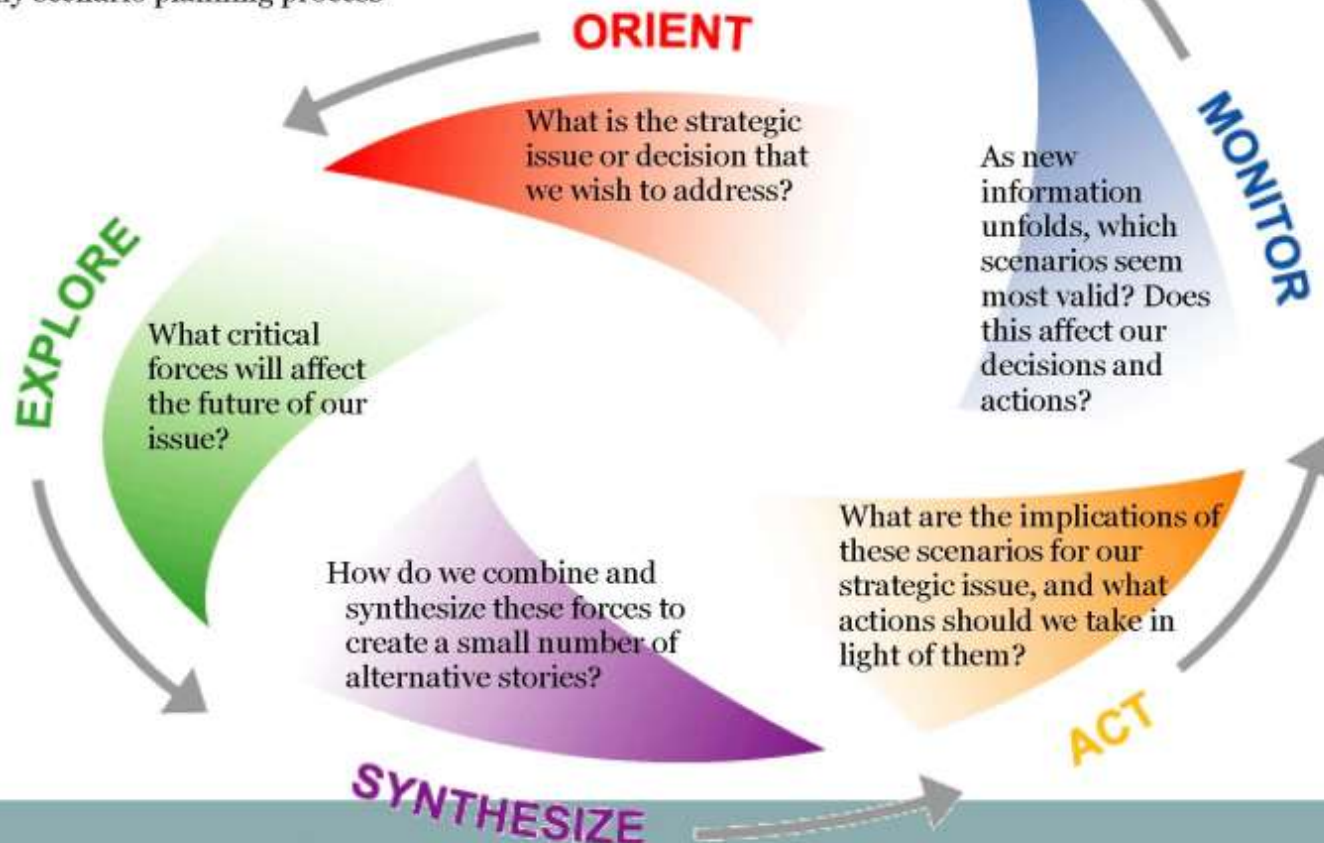 scenario planning process
ORIENT
What is the strategic
issue or decision that
we wish to address?
EXPLORE
What critical
forces will affect
the future of our
issue?
SYNTHESIZE
How do we combine and
synthesize these forces to
create a small number of
alternative stories?
ACT
What are the implications of
these scenarios for our
strategic issue, and what
actions should we take in
light of them?
MONITOR
As new
information
unfolds, which
scenarios seem
most valid? Does
this affect our
decisions and
actions?